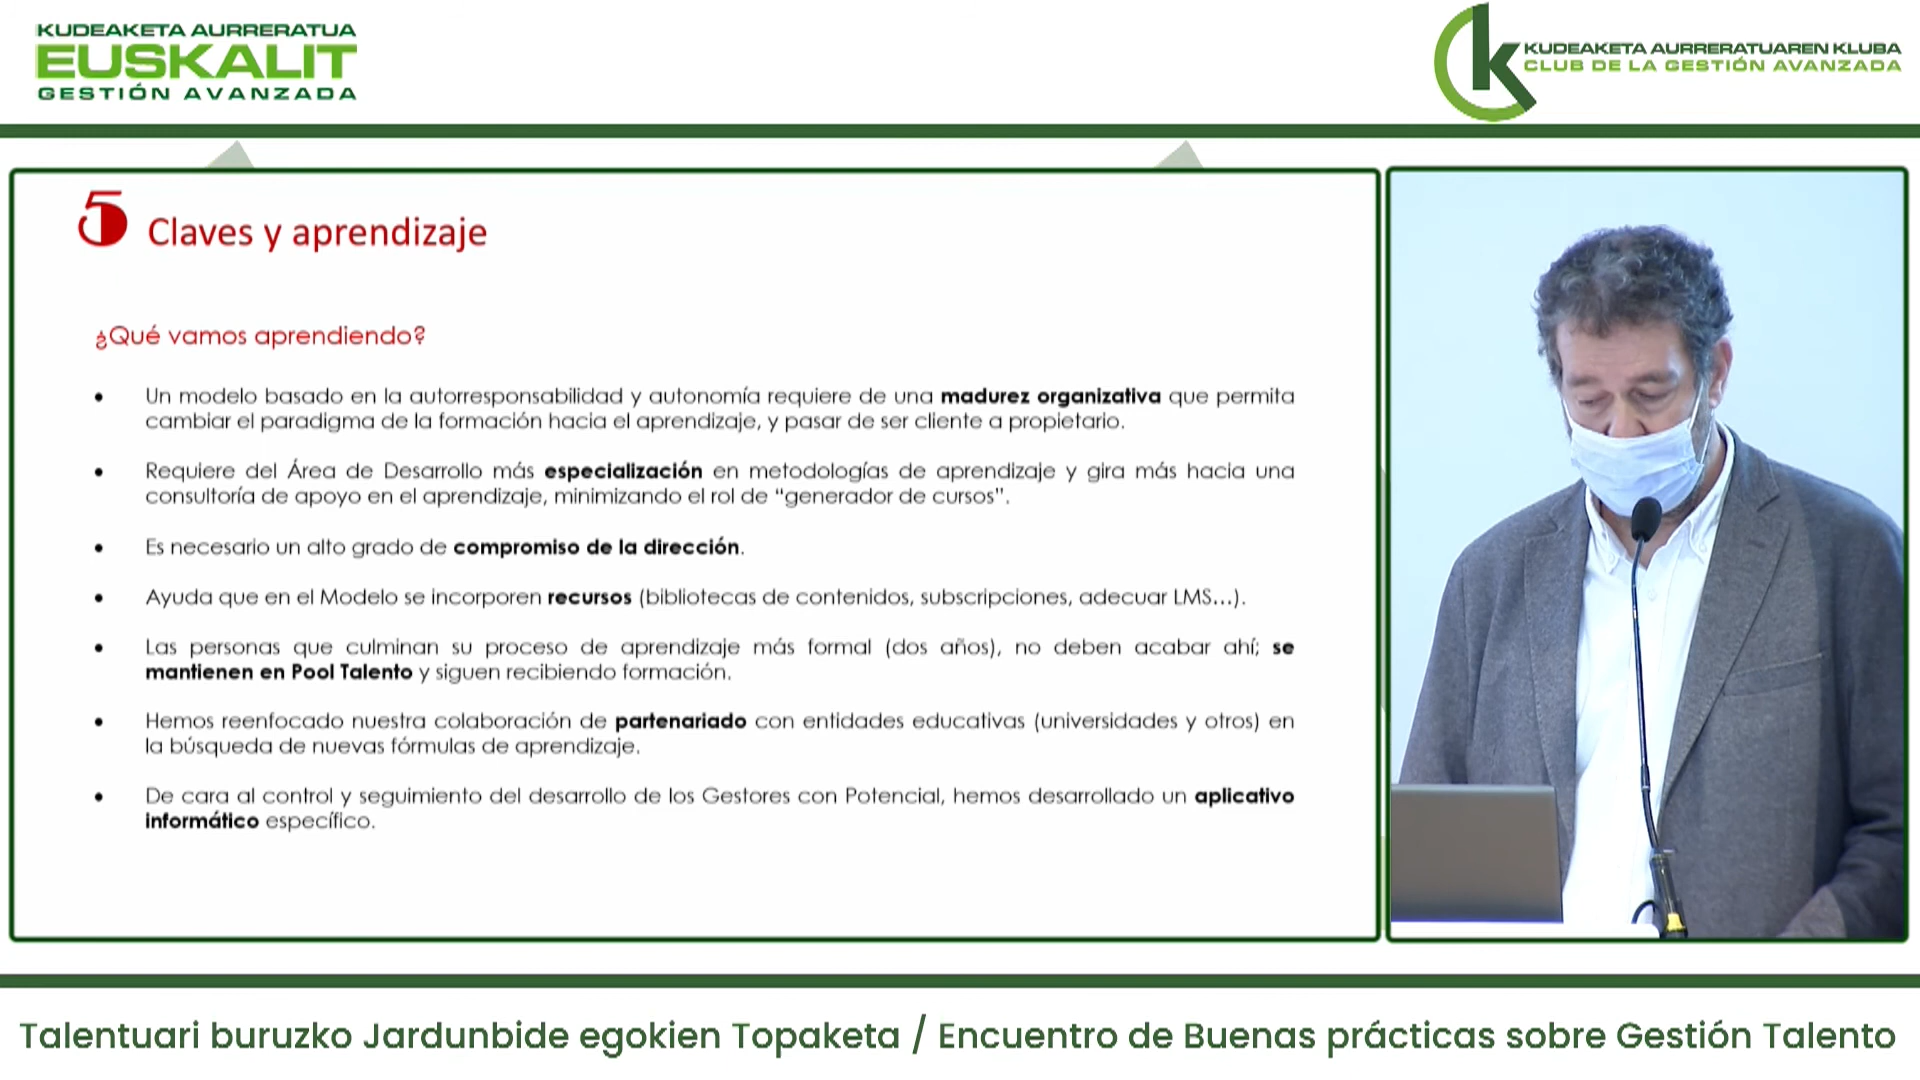 KUDEAKETA AURRERATUA
EUSKALIT
GESTIÓN AVANZADA
k
KUDEAKETA AURRERATUAREN KLUBA
CLUB DE LA GESTIÓN AVANZADA
5 Claves y aprendizaje
¿Qué vamos aprendiendo?
• Un modelo basado en la autorresponsabilidad y autonomía requiere de una madurez organizativa que permita
cambiar el paradigma de la formación hacia el aprendizaje, y pasar de ser cliente a propietario.
• Requiere del Área de Desarrollo más especialización en metodologías de aprendizaje y gira más hacia una
consultoría de apoyo en el aprendizaje, minimizando el rol de “generador de cursos”.
• Es necesario un alto grado de compromiso de la dirección.
• Ayuda que en el Modelo se incorporen recursos (bibliotecas de contenidos, subscripciones, adecuar LMS...).
• Las personas que culminan su proceso de aprendizaje más formal (dos años), no deben acabar ahí; se
mantienen en Pool Talento y siguen recibiendo formación.
• Hemos reenfocado nuestra colaboración de partenariado con entidades educativas (universidades y otros) en
la búsqueda de nuevas fórmulas de aprendizaje.
• De cara al control y seguimiento del desarrollo de los Gestores con Potencial, hemos desarrollado un aplicativo
informático específico.
Talentuari buruzko Jardunbide egokien Topaketa / Encuentro de Buenas prácticas sobre Gestión Talento